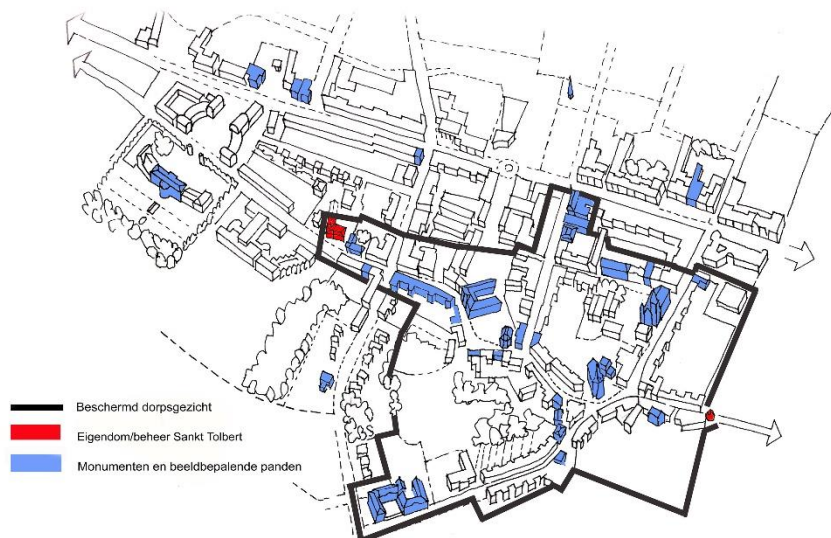 Beschermd dorpsgezicht
Eigendom/beheer Sankt Tolbert
Monumenten en beeldbepalende panden